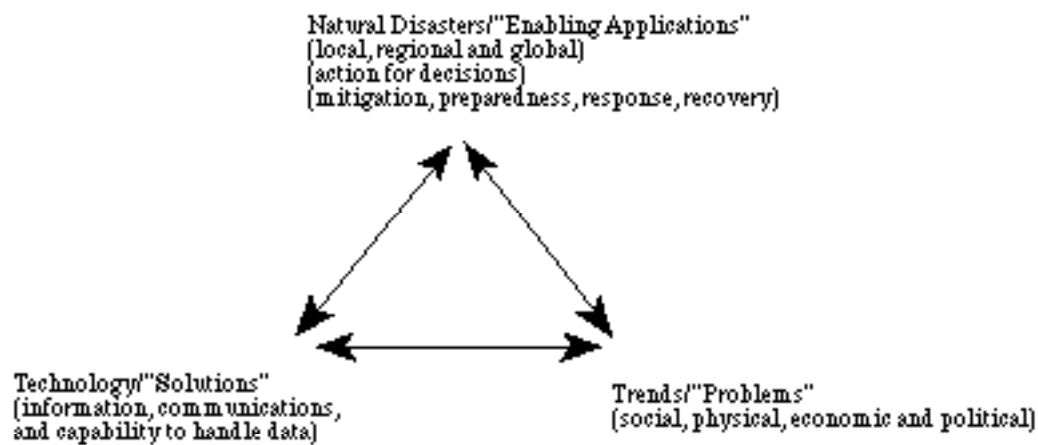 Natural Disasters/"Enabling Applications"
(local, regional and global)
(action for decisions)
(mitigation, preparedness, response, recovery)
Technology/"Solutions"
(information, communications,
and capability to handle data)
Trends/"Problems"
(social, physical, economic and political)